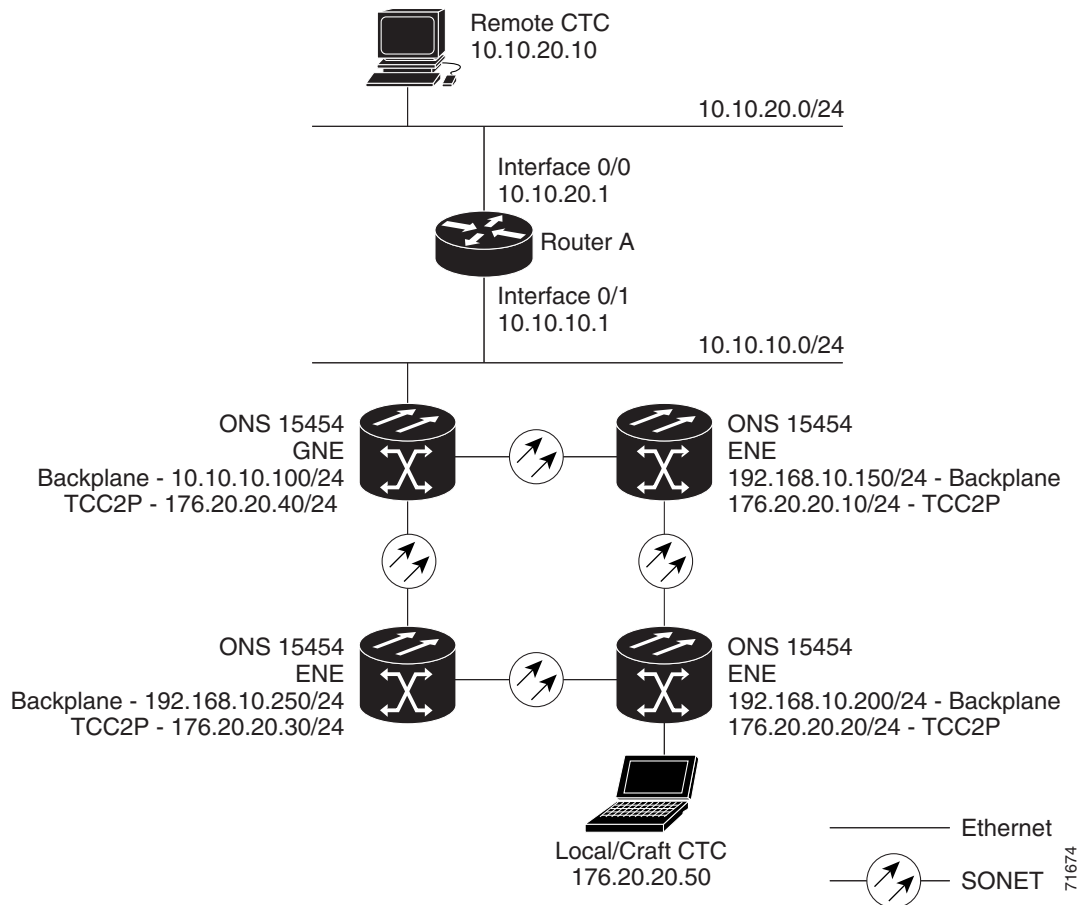 Remote CTC
10.10.20.10
10.10.20.0/24
Interface 0/0
10.10.20.1
Router A
Interface 0/1
10.10.10.1
10.10.10.0/24
ONS 15454
GNE
Backplane - 10.10.10.100/24
TCC2P - 176.20.20.40/24
ONS 15454
ENE
192.168.10.150/24 - Backplane
176.20.20.10/24 - TCC2P
ONS 15454
ENE
Backplane - 192.168.10.250/24
TCC2P - 176.20.20.30/24
ONS 15454
ENE
192.168.10.200/24 - Backplane
176.20.20.20/24 - TCC2P
Local/Craft CTC
176.20.20.50
Ethernet
SONET
71674